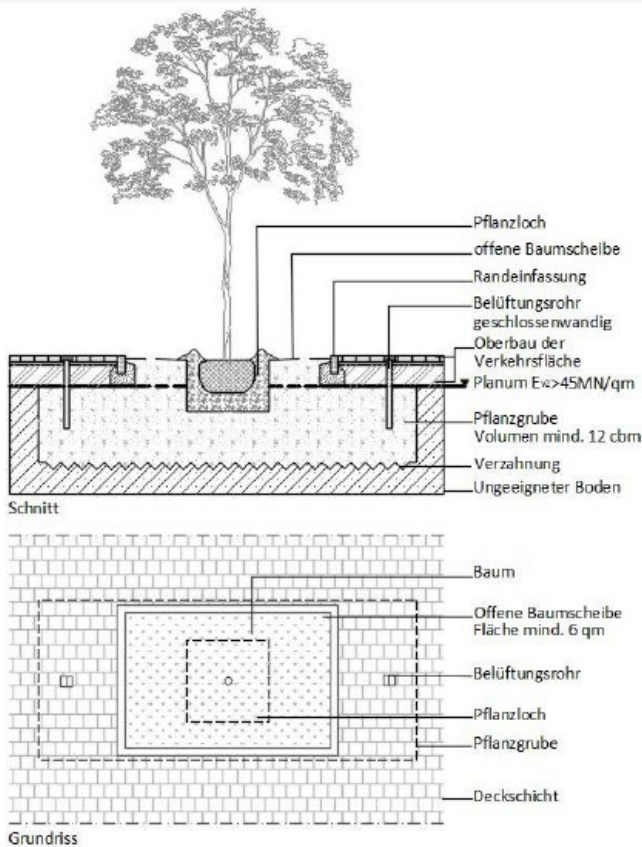 Pflanzloch
offene Baumscheibe
Randeinfassung
Belüftungsrohr
geschlossenwandig
Oberbau der
Verkehrsfläche
Planum Ev2>45MN/qm
Pflanzgrube
Volumen mind. 12 cbm
Verzahnung
Ungeeigneter Boden
Schnitt
Baum
Offene Baumscheibe
Fläche mind. 6 qm
Belüftungsrohr
Pflanzloch
Pflanzgrube
Deckschicht
Grundriss